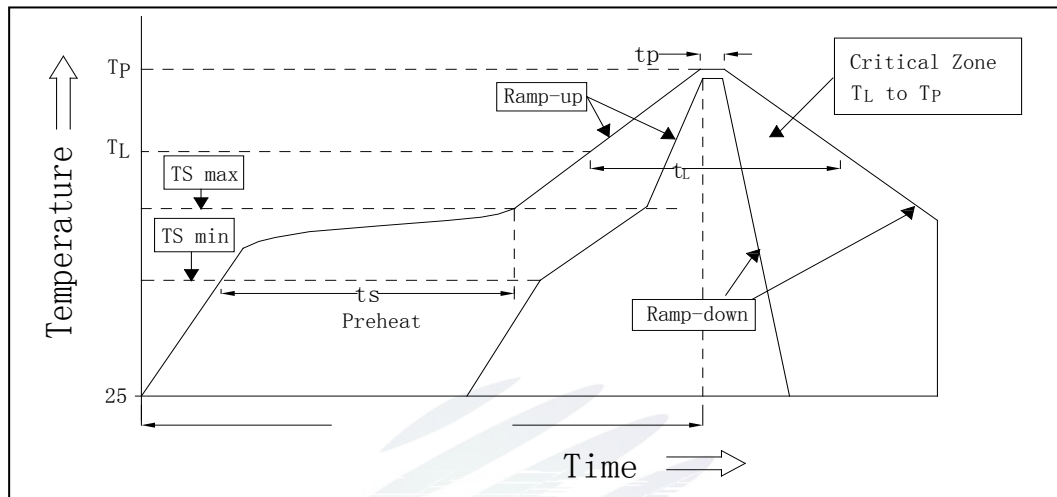 tp
Critical Zone
TL to TP
TP
Ramp-up
TL
TS max
tL
TS min
ts
Preheat
Ramp-down
25
Temperature
Time